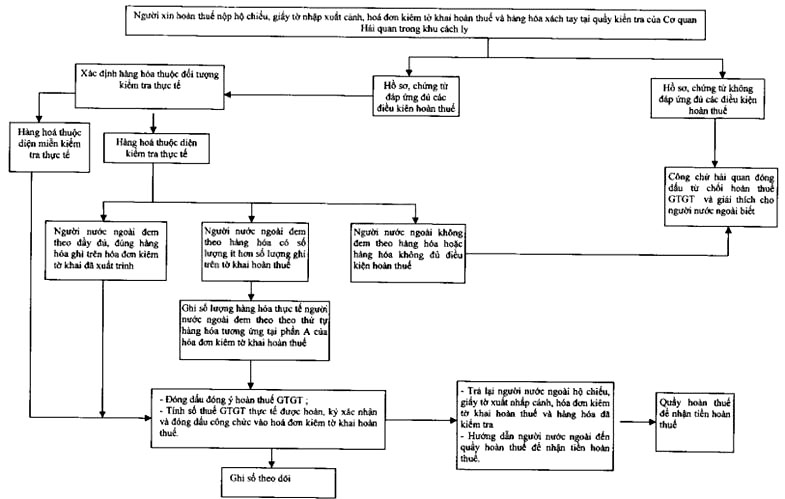 Người xin hoàn thuế nộp hộ chiếu, giấy tờ nhập xuất cảnh, hoá đơn kiêm tờ khai hoàn thuế và hàng hóa xách tay tại quầy kiển tra của Cơ quan
Hải quan trong khu cách ly
Xác định hàng hóa thuộc đối tượng
kiểm tra thực tế
Hồ sơ, chứng từ
đáp ứng đủ các
điều kiện hoàn thuế
Hồ sơ, chứng từ không
đáp ứng đủ các điều kiện
hoàn thuế
Hàng hoá thuộc
diện miễn kiểm
tra thực tế
Hàng hoá thuộc diện
kiểm tra thực tế
Công chứ hải quan đóng
dấu từ chối hoàn thuế
GTGT và giải thích cho
người nước ngoài biết
Người nước ngoài đem
theo đầy đủ, đúng hàng
hóa ghi trên hóa đơn kiêm
tờ khai đã xuất trình
Người nước ngoài đem
theo hàng hóa có số
lượng ít hơn số lượng ghi
trên tờ khai hoàn thuế
Người nước ngoài không
đem theo hàng hóa hoặc
hàng hóa không đủ điều
kiện hoàn thuế
Ghi số lượng hàng hóa thực tế người
nước ngoài đem theo theo thứ tự
hàng hóa tương ứng tại phần A của
hóa đơn kiêm tờ khai hoàn thuế
- Đóng dấu đóng ý hoàn thuế GTGT ;
- Tính số thuế GTGT thực tế được hoàn, ký xác nhận
và đóng dấu công chức vào hoá đơn kiêm tờ khai hoàn
thuế.
- Trả lại người nước ngoài hộ chiếu,
giấy tờ xuất nhập cảnh, hóa đơn kiêm
tờ khai hoàn thuế và hàng hóa đã
kiểm tra
- Hướng dẫn người nước ngoài đến
quầy hoàn thuế để nhận tiền hoàn
thuế.
Quầy hoàn thuế
để nhận tiền hoàn
thuế
Ghi sổ theo dõi